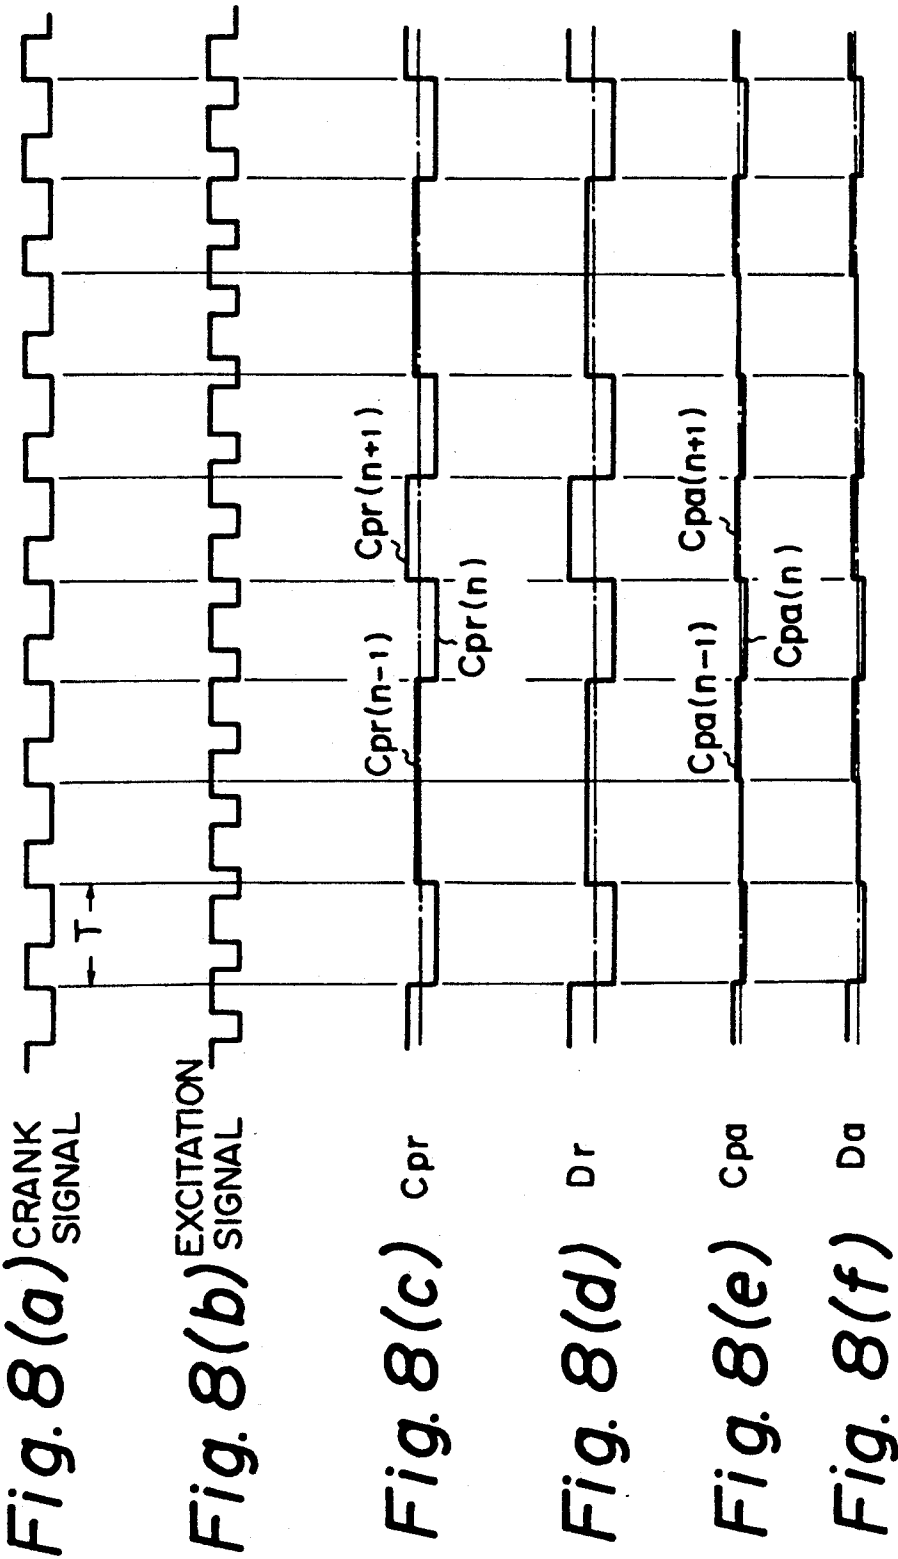 Fig. 8(a) CRANK
SIGNAL
T
Fig. 8(b) EXCITATION
SIGNAL
Fig. 8(c) Cpr
Cpr(n-1)
Cpr(n)
Cpr(n+1)
Fig. 8(d) Dr
Fig. 8(e) Cpa
Cpa(n-1)
Cpa(n)
Cpa(n+1)
Fig. 8(f) Da